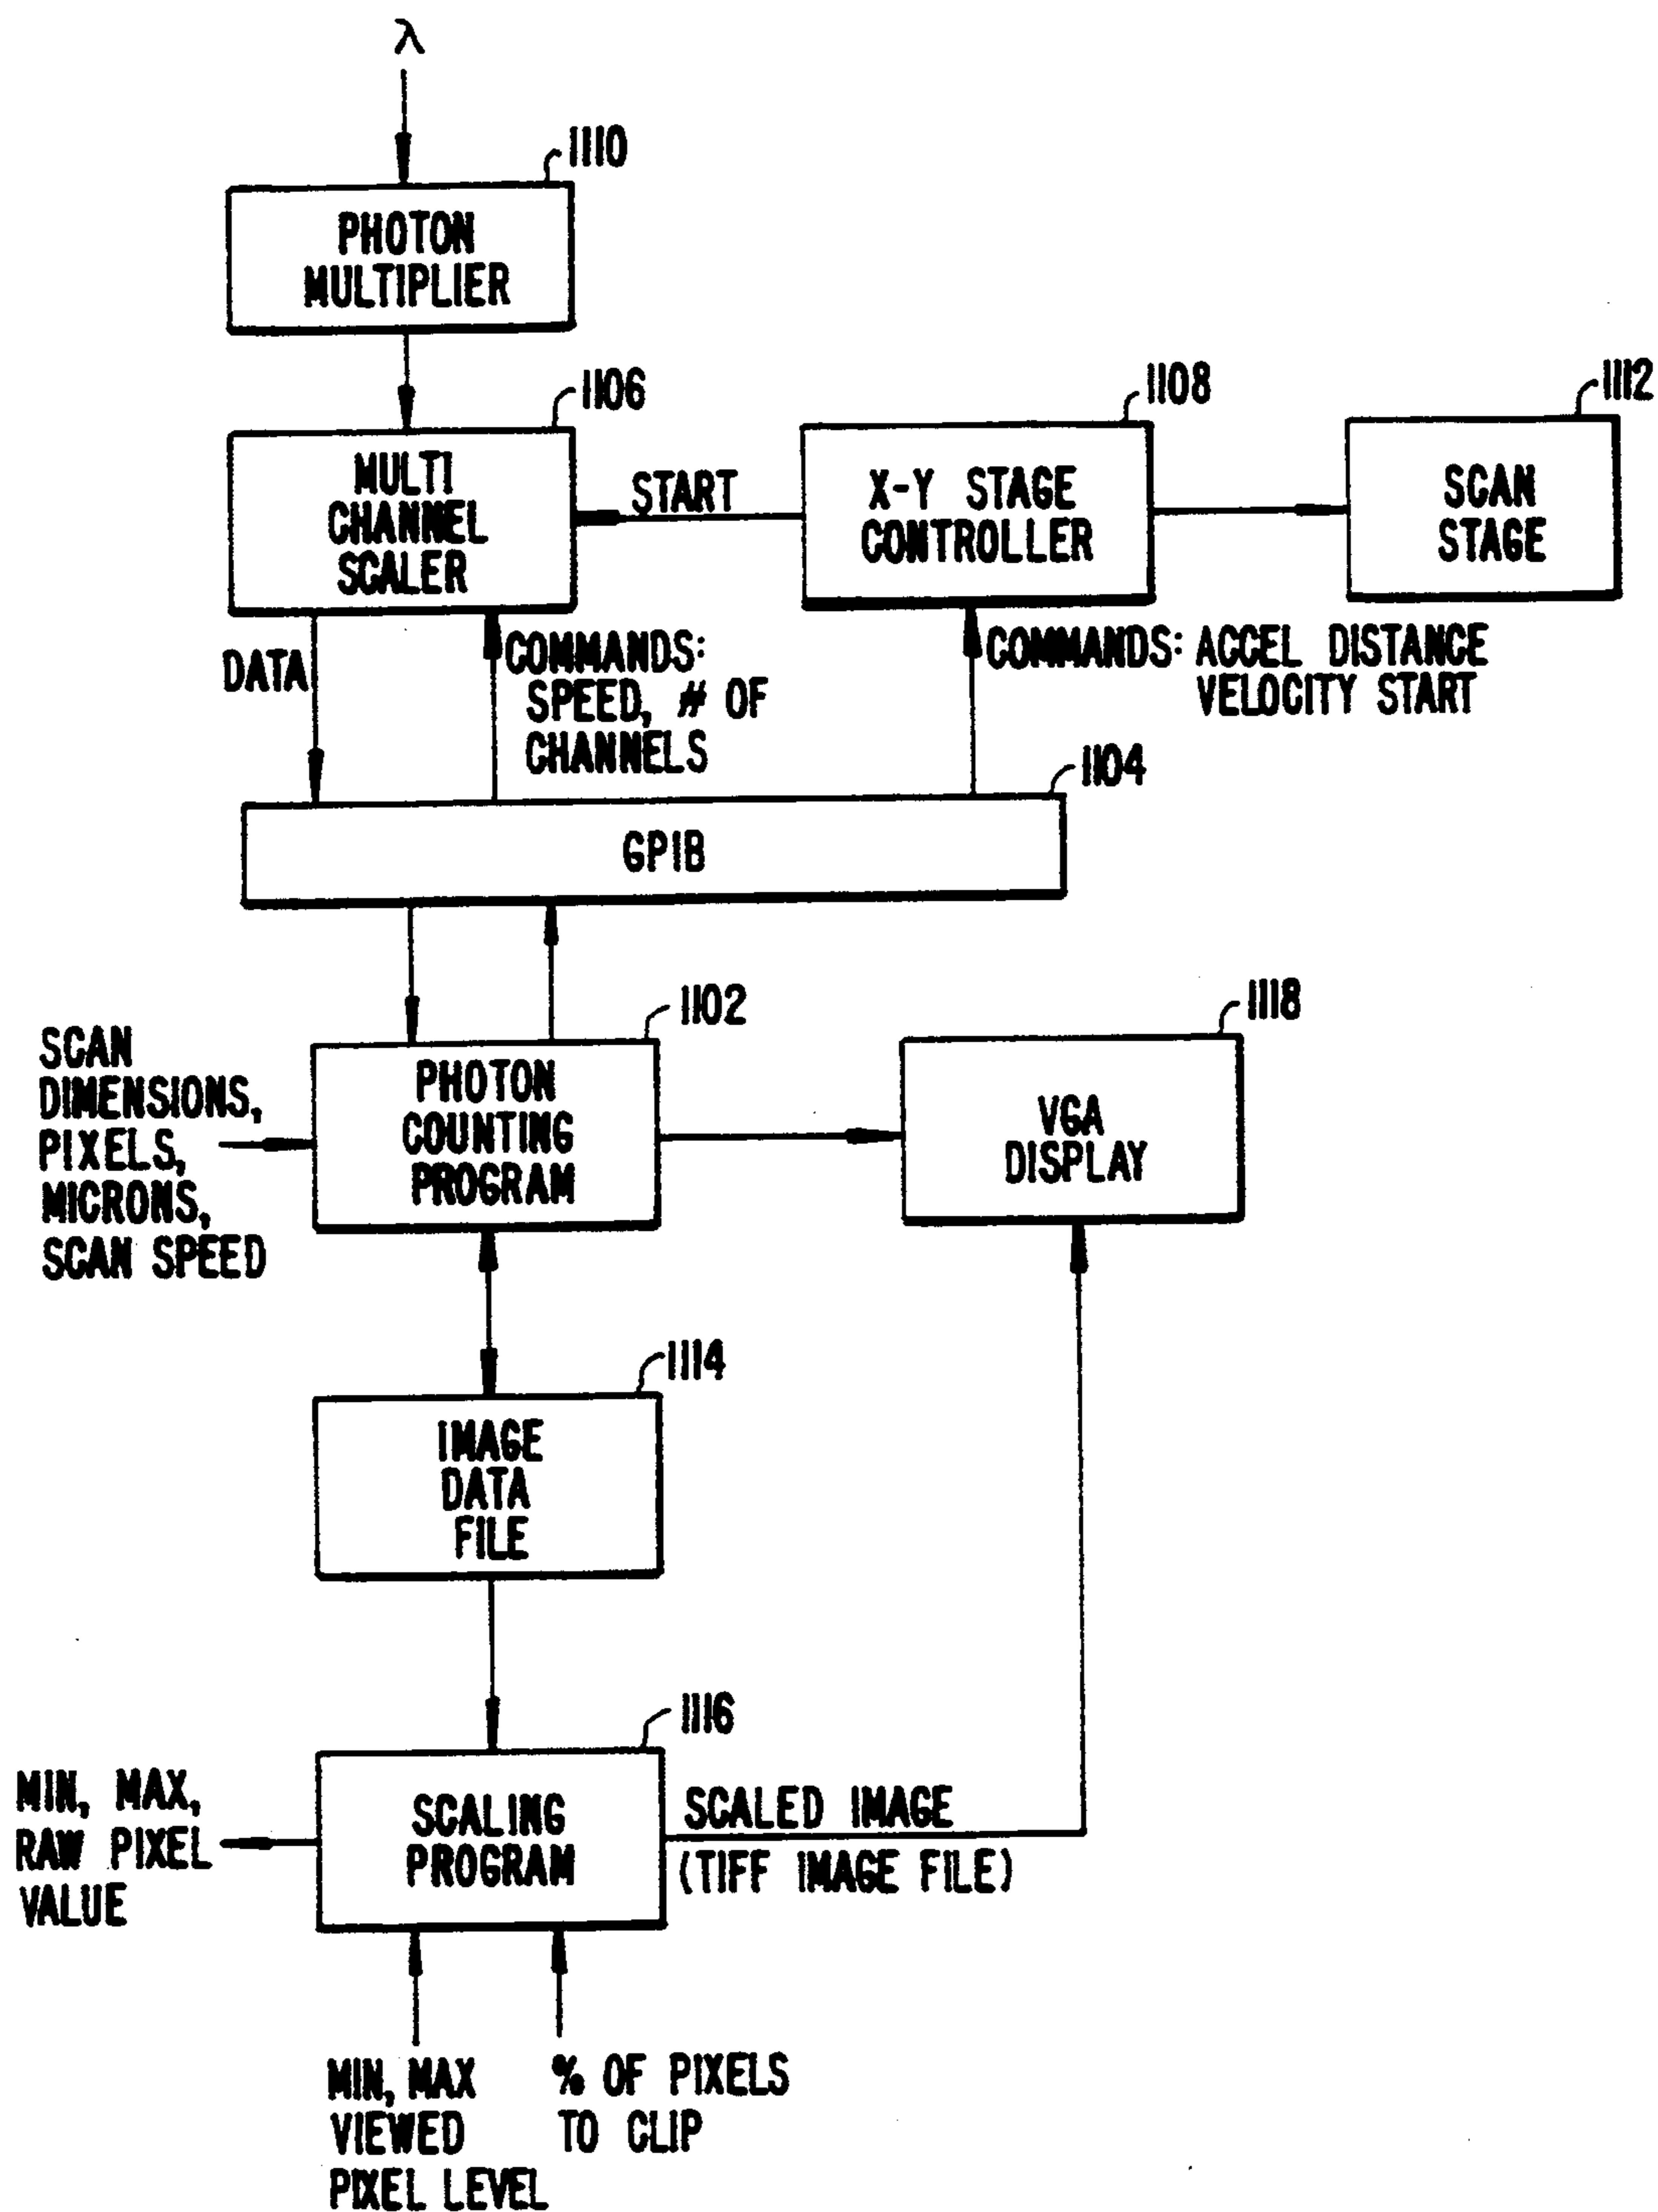 λ
1110
PHOTON
MULTIPLIER
1106
MULTI
CHANNEL
SCALER
START
1108
X-Y STAGE
CONTROLLER
1112
SCAN
STAGE
DATA
COMMANDS:
SPEED, # OF
CHANNELS
COMMANDS: ACCEL DISTANCE
VELOCITY START
1104
GPIB
1102
SCAN
DIMENSIONS,
PIXELS,
MICRONS,
SCAN SPEED
PHOTON
COUNTING
PROGRAM
1118
VGA
DISPLAY
1114
IMAGE
DATA
FILE
1116
MIN, MAX,
RAW PIXEL
VALUE
SCALING
PROGRAM
SCALED IMAGE
(TIFF IMAGE FILE)
MIN, MAX
VIEWED
PIXEL LEVEL
% OF PIXELS
TO CLIP